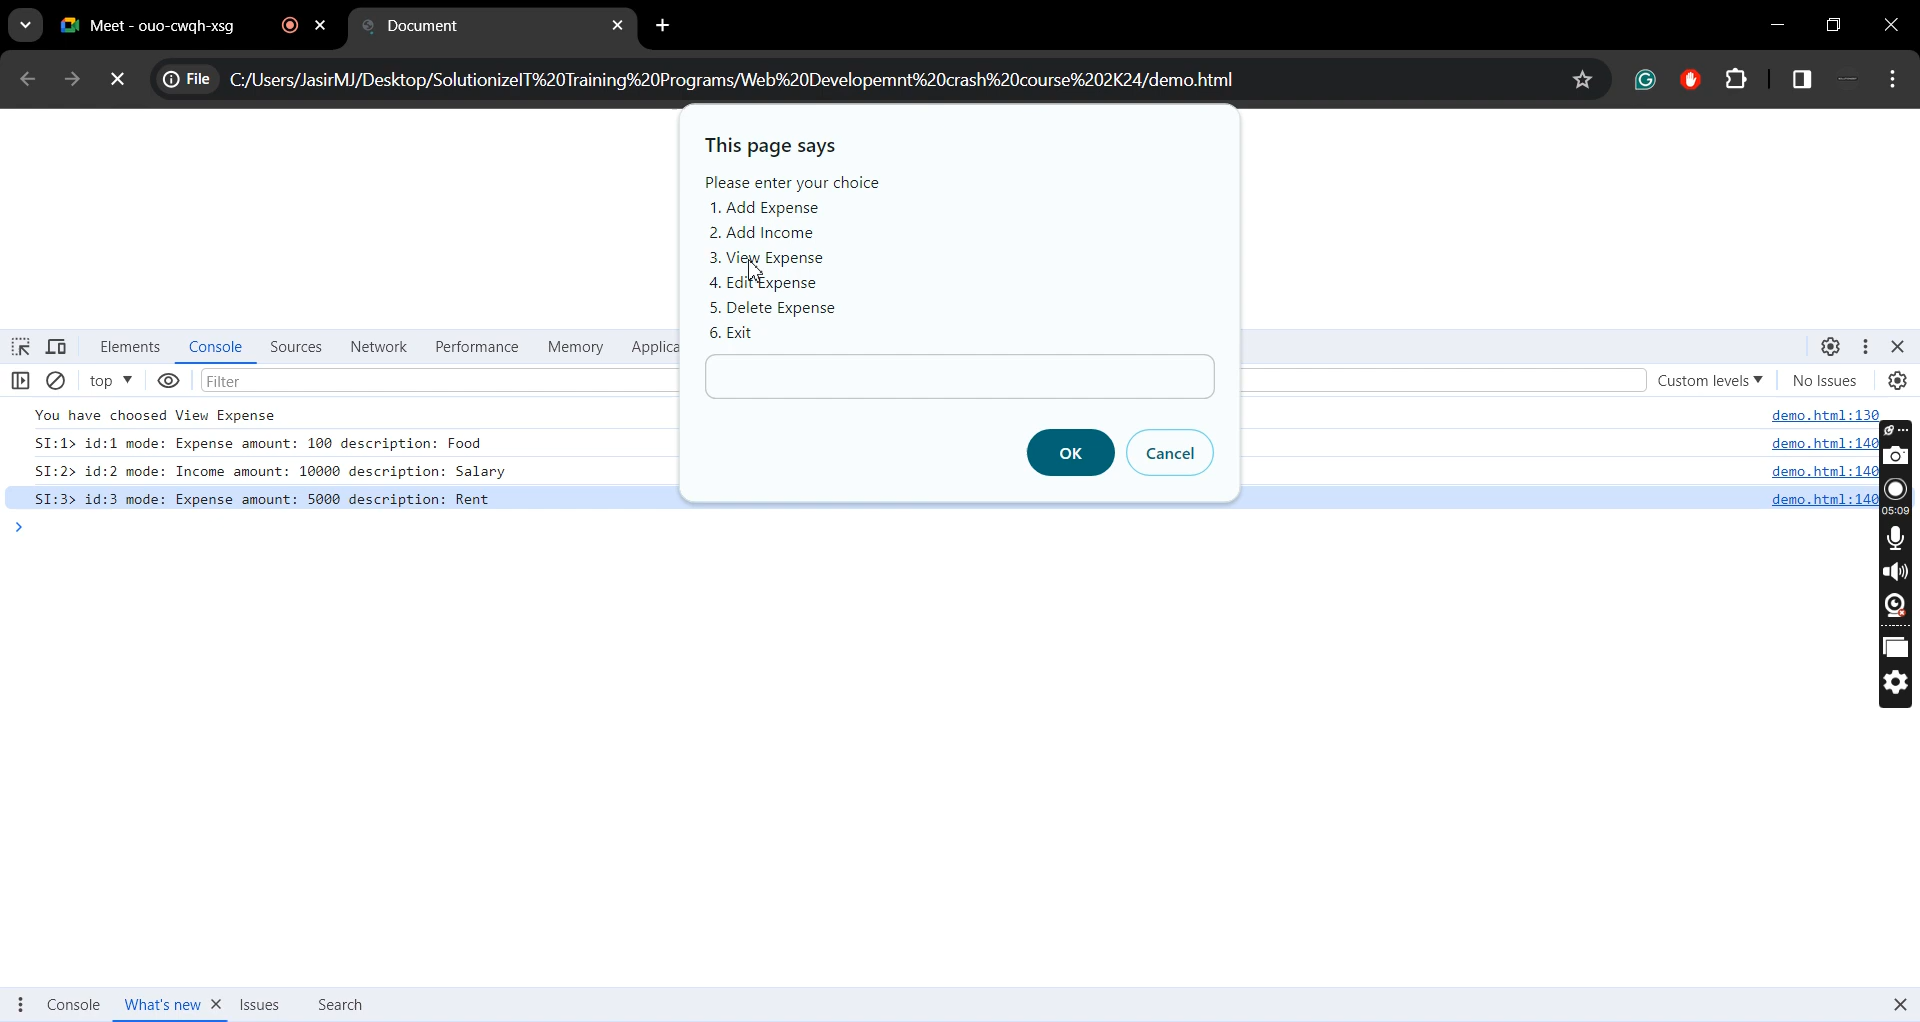 Meet - ouo-cwqh-xsg
Document
File
C:/Users/JasirMJ/Desktop/SolutionizeIT%20Training%20Programs/Web%20Developemnt%20crash%20course%202K24/demo.html
This page says
Please enter your choice
1. Add Expense
2. Add Income
3. View Expense
4. Edit Expense
5. Delete Expense
6. Exit
OK
Cancel
Elements
Console
Sources
Network
Performance
Memory
Applica
top
Filter
Custom levels
No Issues
You have choosed View Expense
demo.html:130
SI:1> id:1 mode: Expense amount: 100 description: Food
demo.html:140
SI:2> id:2 mode: Income amount: 10000 description: Salary
demo.html:140
SI:3> id:3 mode: Expense amount: 5000 description: Rent
demo.html:140
05:09
Console
What's new
Issues
Search